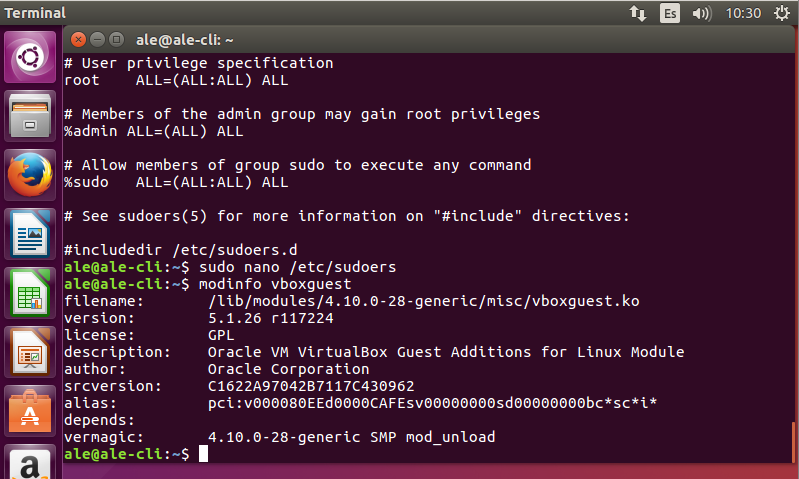 Terminal
Es
10:30
ale@ale-cli: ~
# User privilege specification
root    ALL=(ALL:ALL) ALL
# Members of the admin group may gain root privileges
%admin ALL=(ALL) ALL
# Allow members of group sudo to execute any command
%sudo   ALL=(ALL:ALL) ALL
# See sudoers(5) for more information on "#include" directives:
#includedir /etc/sudoers.d
ale@ale-cli:~$ sudo nano /etc/sudoers
ale@ale-cli:~$ modinfo vboxguest
filename:       /lib/modules/4.10.0-28-generic/misc/vboxguest.ko
version:        5.1.26 r117224
license:        GPL
description:    Oracle VM VirtualBox Guest Additions for Linux Module
author:         Oracle Corporation
srcversion:     C1622A97042B7117C430962
alias:          pci:v000080EEd0000CAFEsv00000000sd00000000bc*sc*i*
depends:
vermagic:       4.10.0-28-generic SMP mod_unload
ale@ale-cli:~$